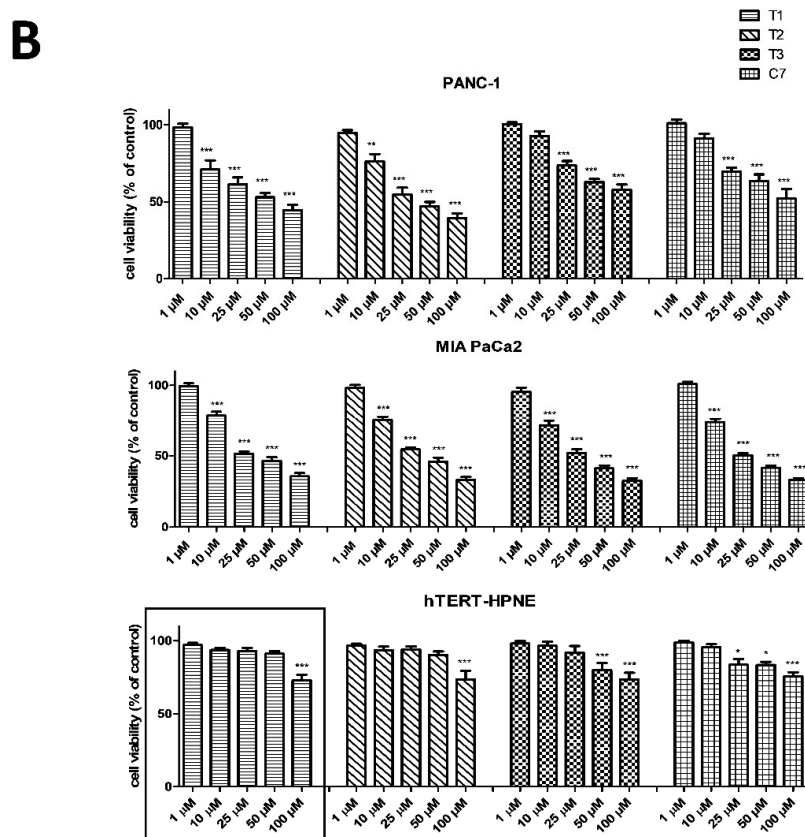 B
T1
T2
T3
C7
PANC-1
cell viability (% of control)
100
50
0
*** *** *** ***
** *** *** ***
*** *** ***
*** *** ***
1 µM 10 µM 25 µM 50 µM 100 µM 1 µM 10 µM 25 µM 50 µM 100 µM 1 µM 10 µM 25 µM 50 µM 100 µM 1 µM 10 µM 25 µM 50 µM 100 µM
MIA PaCa2
cell viability (% of control)
100
50
0
*** *** *** ***
*** *** *** ***
*** *** *** ***
*** *** *** ***
1 µM 10 µM 25 µM 50 µM 100 µM 1 µM 10 µM 25 µM 50 µM 100 µM 1 µM 10 µM 25 µM 50 µM 100 µM 1 µM 10 µM 25 µM 50 µM 100 µM
hTERT-HPNE
cell viability (% of control)
100
50
0
***
***
*** ***
* * ***
1 µM 10 µM 25 µM 50 µM 100 µM 1 µM 10 µM 25 µM 50 µM 100 µM 1 µM 10 µM 25 µM 50 µM 100 µM 1 µM 10 µM 25 µM 50 µM 100 µM